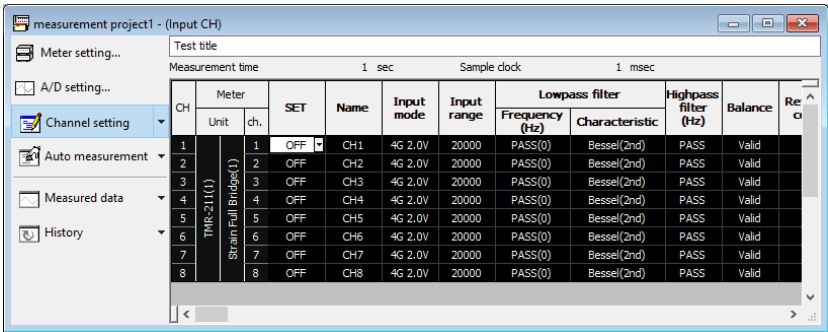 measurement project1 - (Input CH)
Meter setting...
A/D setting...
Channel setting
Auto measurement
Measured data
History
Test title
Measurement time 1 sec Sample clock 1 msec
CH Meter SET Name Input mode Input range Lowpass filter Highpass filter (Hz) Balance
Unit ch. Frequency (Hz) Characteristic
TMR-211(1) Strain Full Bridge(1)
1 1 OFF CH1 4G 2.0V 20000 PASS(0) Bessel(2nd) PASS Valid
2 2 OFF CH2 4G 2.0V 20000 PASS(0) Bessel(2nd) PASS Valid
3 3 OFF CH3 4G 2.0V 20000 PASS(0) Bessel(2nd) PASS Valid
4 4 OFF CH4 4G 2.0V 20000 PASS(0) Bessel(2nd) PASS Valid
5 5 OFF CH5 4G 2.0V 20000 PASS(0) Bessel(2nd) PASS Valid
6 6 OFF CH6 4G 2.0V 20000 PASS(0) Bessel(2nd) PASS Valid
7 7 OFF CH7 4G 2.0V 20000 PASS(0) Bessel(2nd) PASS Valid
8 8 OFF CH8 4G 2.0V 20000 PASS(0) Bessel(2nd) PASS Valid